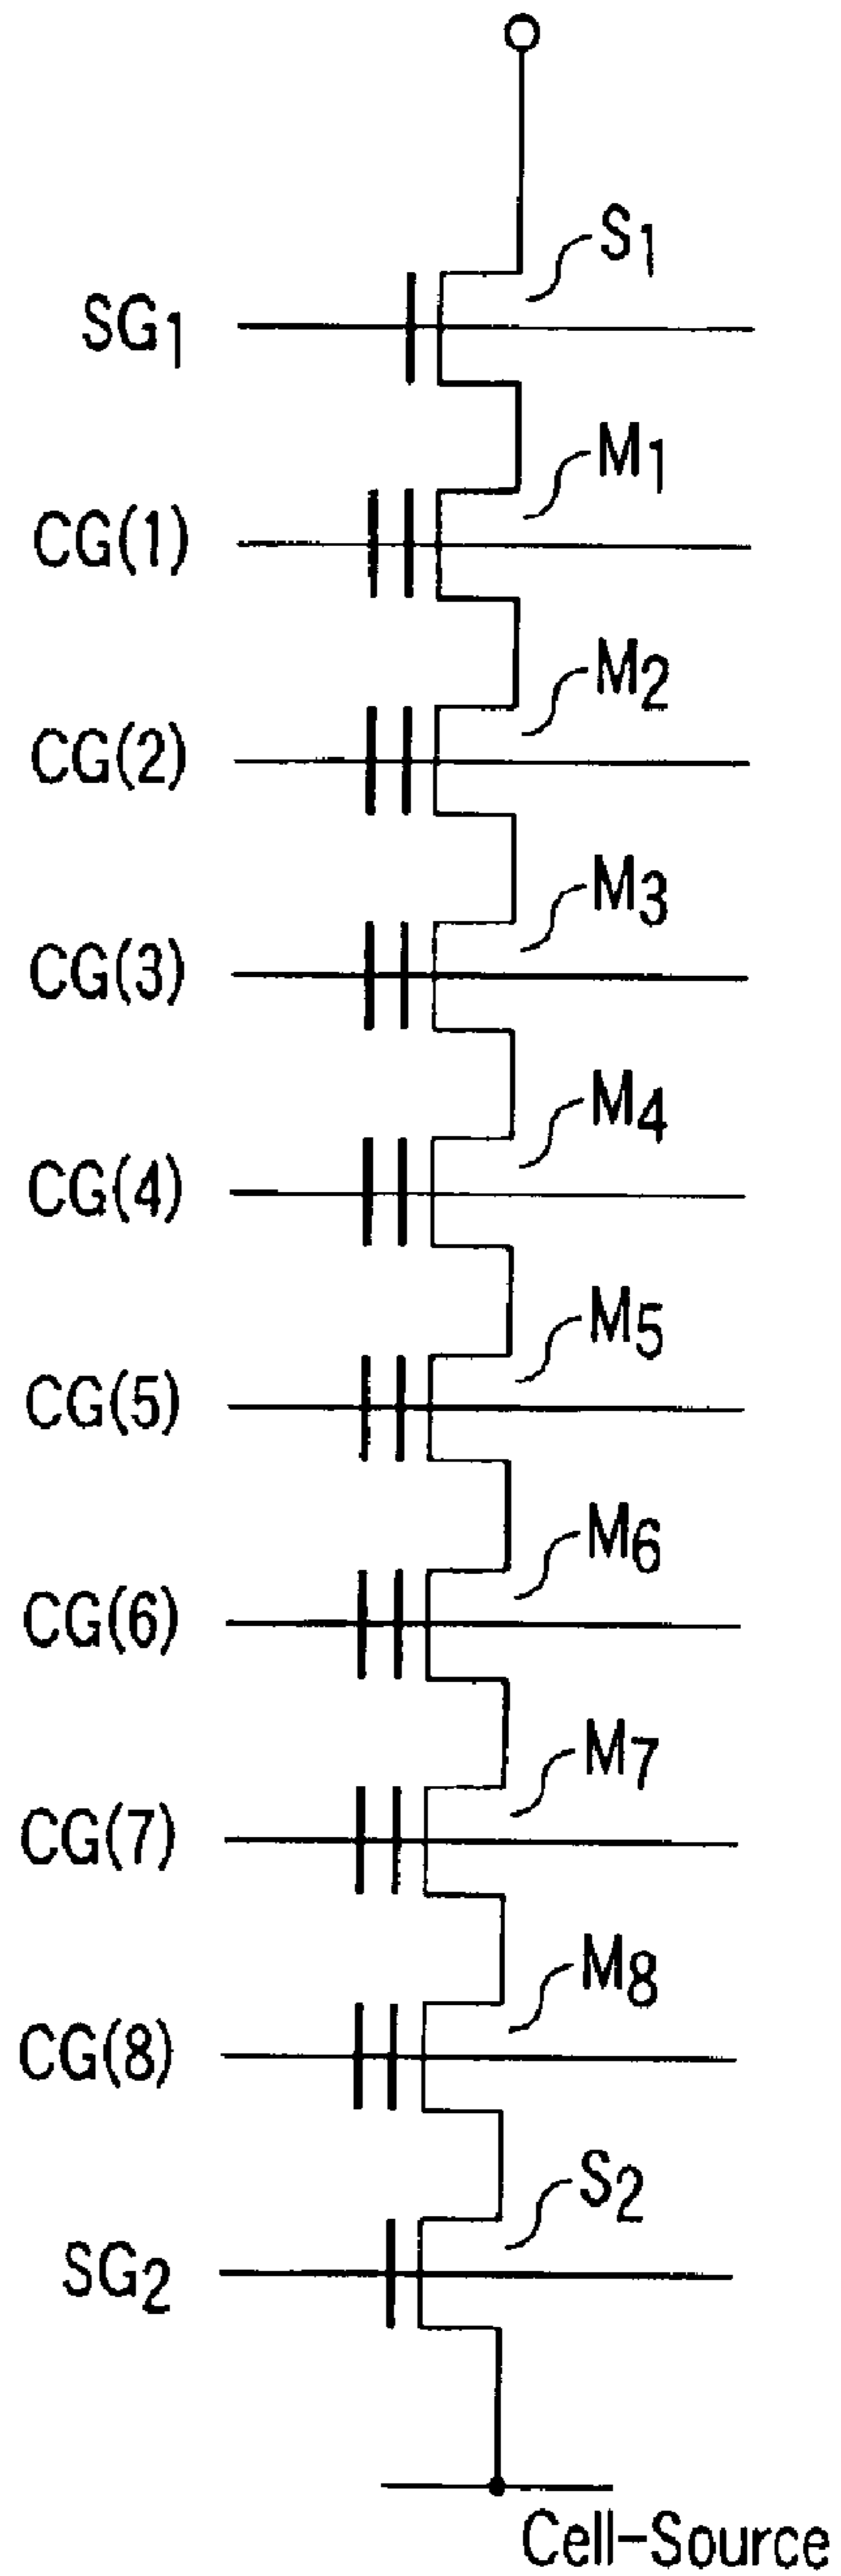 S1
SG1
M1
CG(1)
M2
CG(2)
M3
CG(3)
M4
CG(4)
M5
CG(5)
M6
CG(6)
M7
CG(7)
M8
CG(8)
S2
SG2
Cell-Source